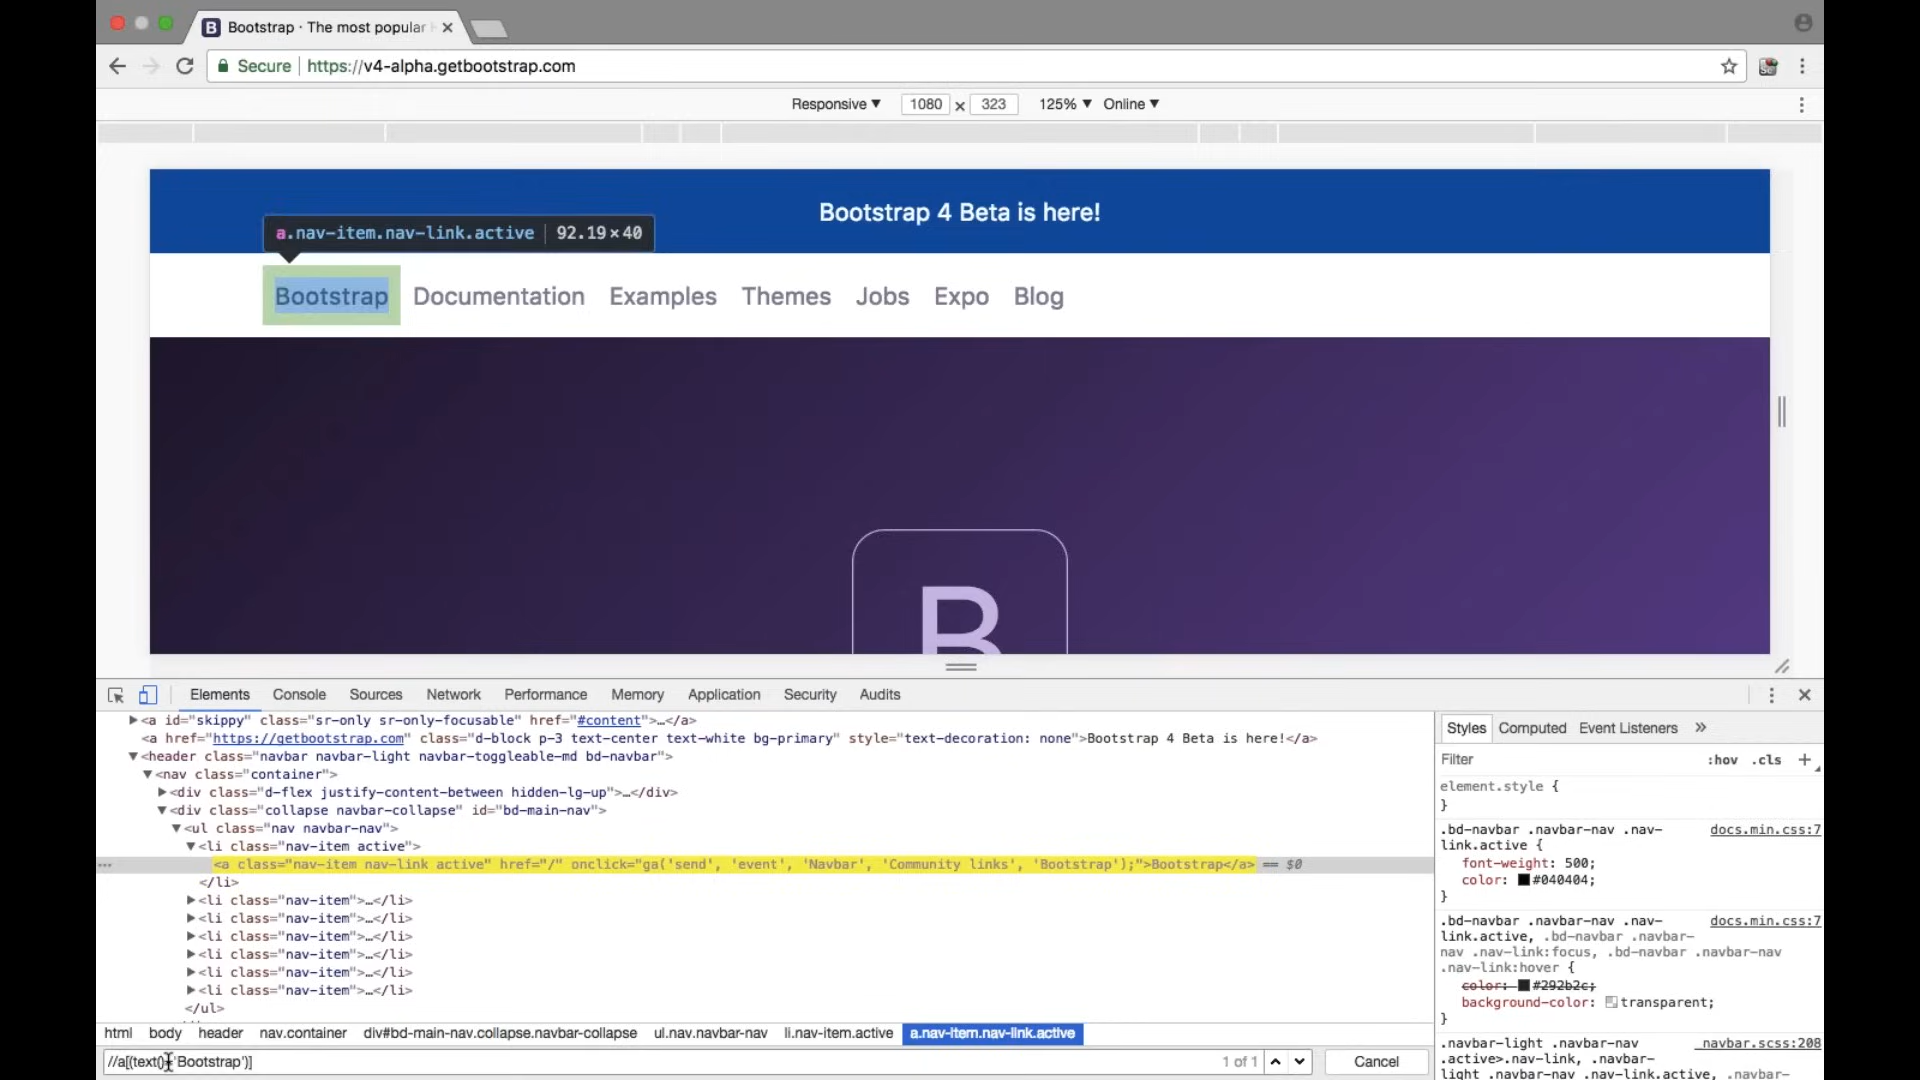 Bootstrap · The most popular
Secure https://v4-alpha.getbootstrap.com
Responsive ▼ 1080 × 323 125% ▼ Online ▼
Bootstrap 4 Beta is here!
a.nav-item.nav-link.active | 92.19×40
Bootstrap Documentation Examples Themes Jobs Expo Blog
B
Elements Console Sources Network Performance Memory Application Security Audits
▶<a id="skippy" class="sr-only sr-only-focusable" href="#content">…</a>
<a href="https://getbootstrap.com" class="d-block p-3 text-center text-white bg-primary" style="text-decoration: none">Bootstrap 4 Beta is here!</a>
▼<header class="navbar navbar-light navbar-toggleable-md bd-navbar">
▼<nav class="container">
▶<div class="d-flex justify-content-between hidden-lg-up">…</div>
▼<div class="collapse navbar-collapse" id="bd-main-nav">
▼<ul class="nav navbar-nav">
▼<li class="nav-item active">
<a class="nav-item nav-link active" href="/" onclick="ga('send', 'event', 'Navbar', 'Community links', 'Bootstrap');">Bootstrap</a> == $0
</li>
▶<li class="nav-item">…</li>
▶<li class="nav-item">…</li>
▶<li class="nav-item">…</li>
▶<li class="nav-item">…</li>
▶<li class="nav-item">…</li>
▶<li class="nav-item">…</li>
</ul>
html body header nav.container div#bd-main-nav.collapse.navbar-collapse ul.nav.navbar-nav li.nav-item.active a.nav-item.nav-link.active
//a[(text()='Bootstrap')] 1 of 1 Cancel
Styles Computed Event Listeners »
Filter :hov .cls +
element.style {
}
.bd-navbar .navbar-nav .nav- docs.min.css:7
link.active {
font-weight: 500;
color: #040404;
}
.bd-navbar .navbar-nav .nav- docs.min.css:7
link.active, .bd-navbar .navbar-
nav .nav-link:focus, .bd-navbar .navbar-nav
.nav-link:hover {
color: #292b2c;
background-color: transparent;
}
.navbar-light .navbar-nav _navbar.scss:208
.active>.nav-link, .navbar-
light .navbar-nav .nav-link.active, .navbar-